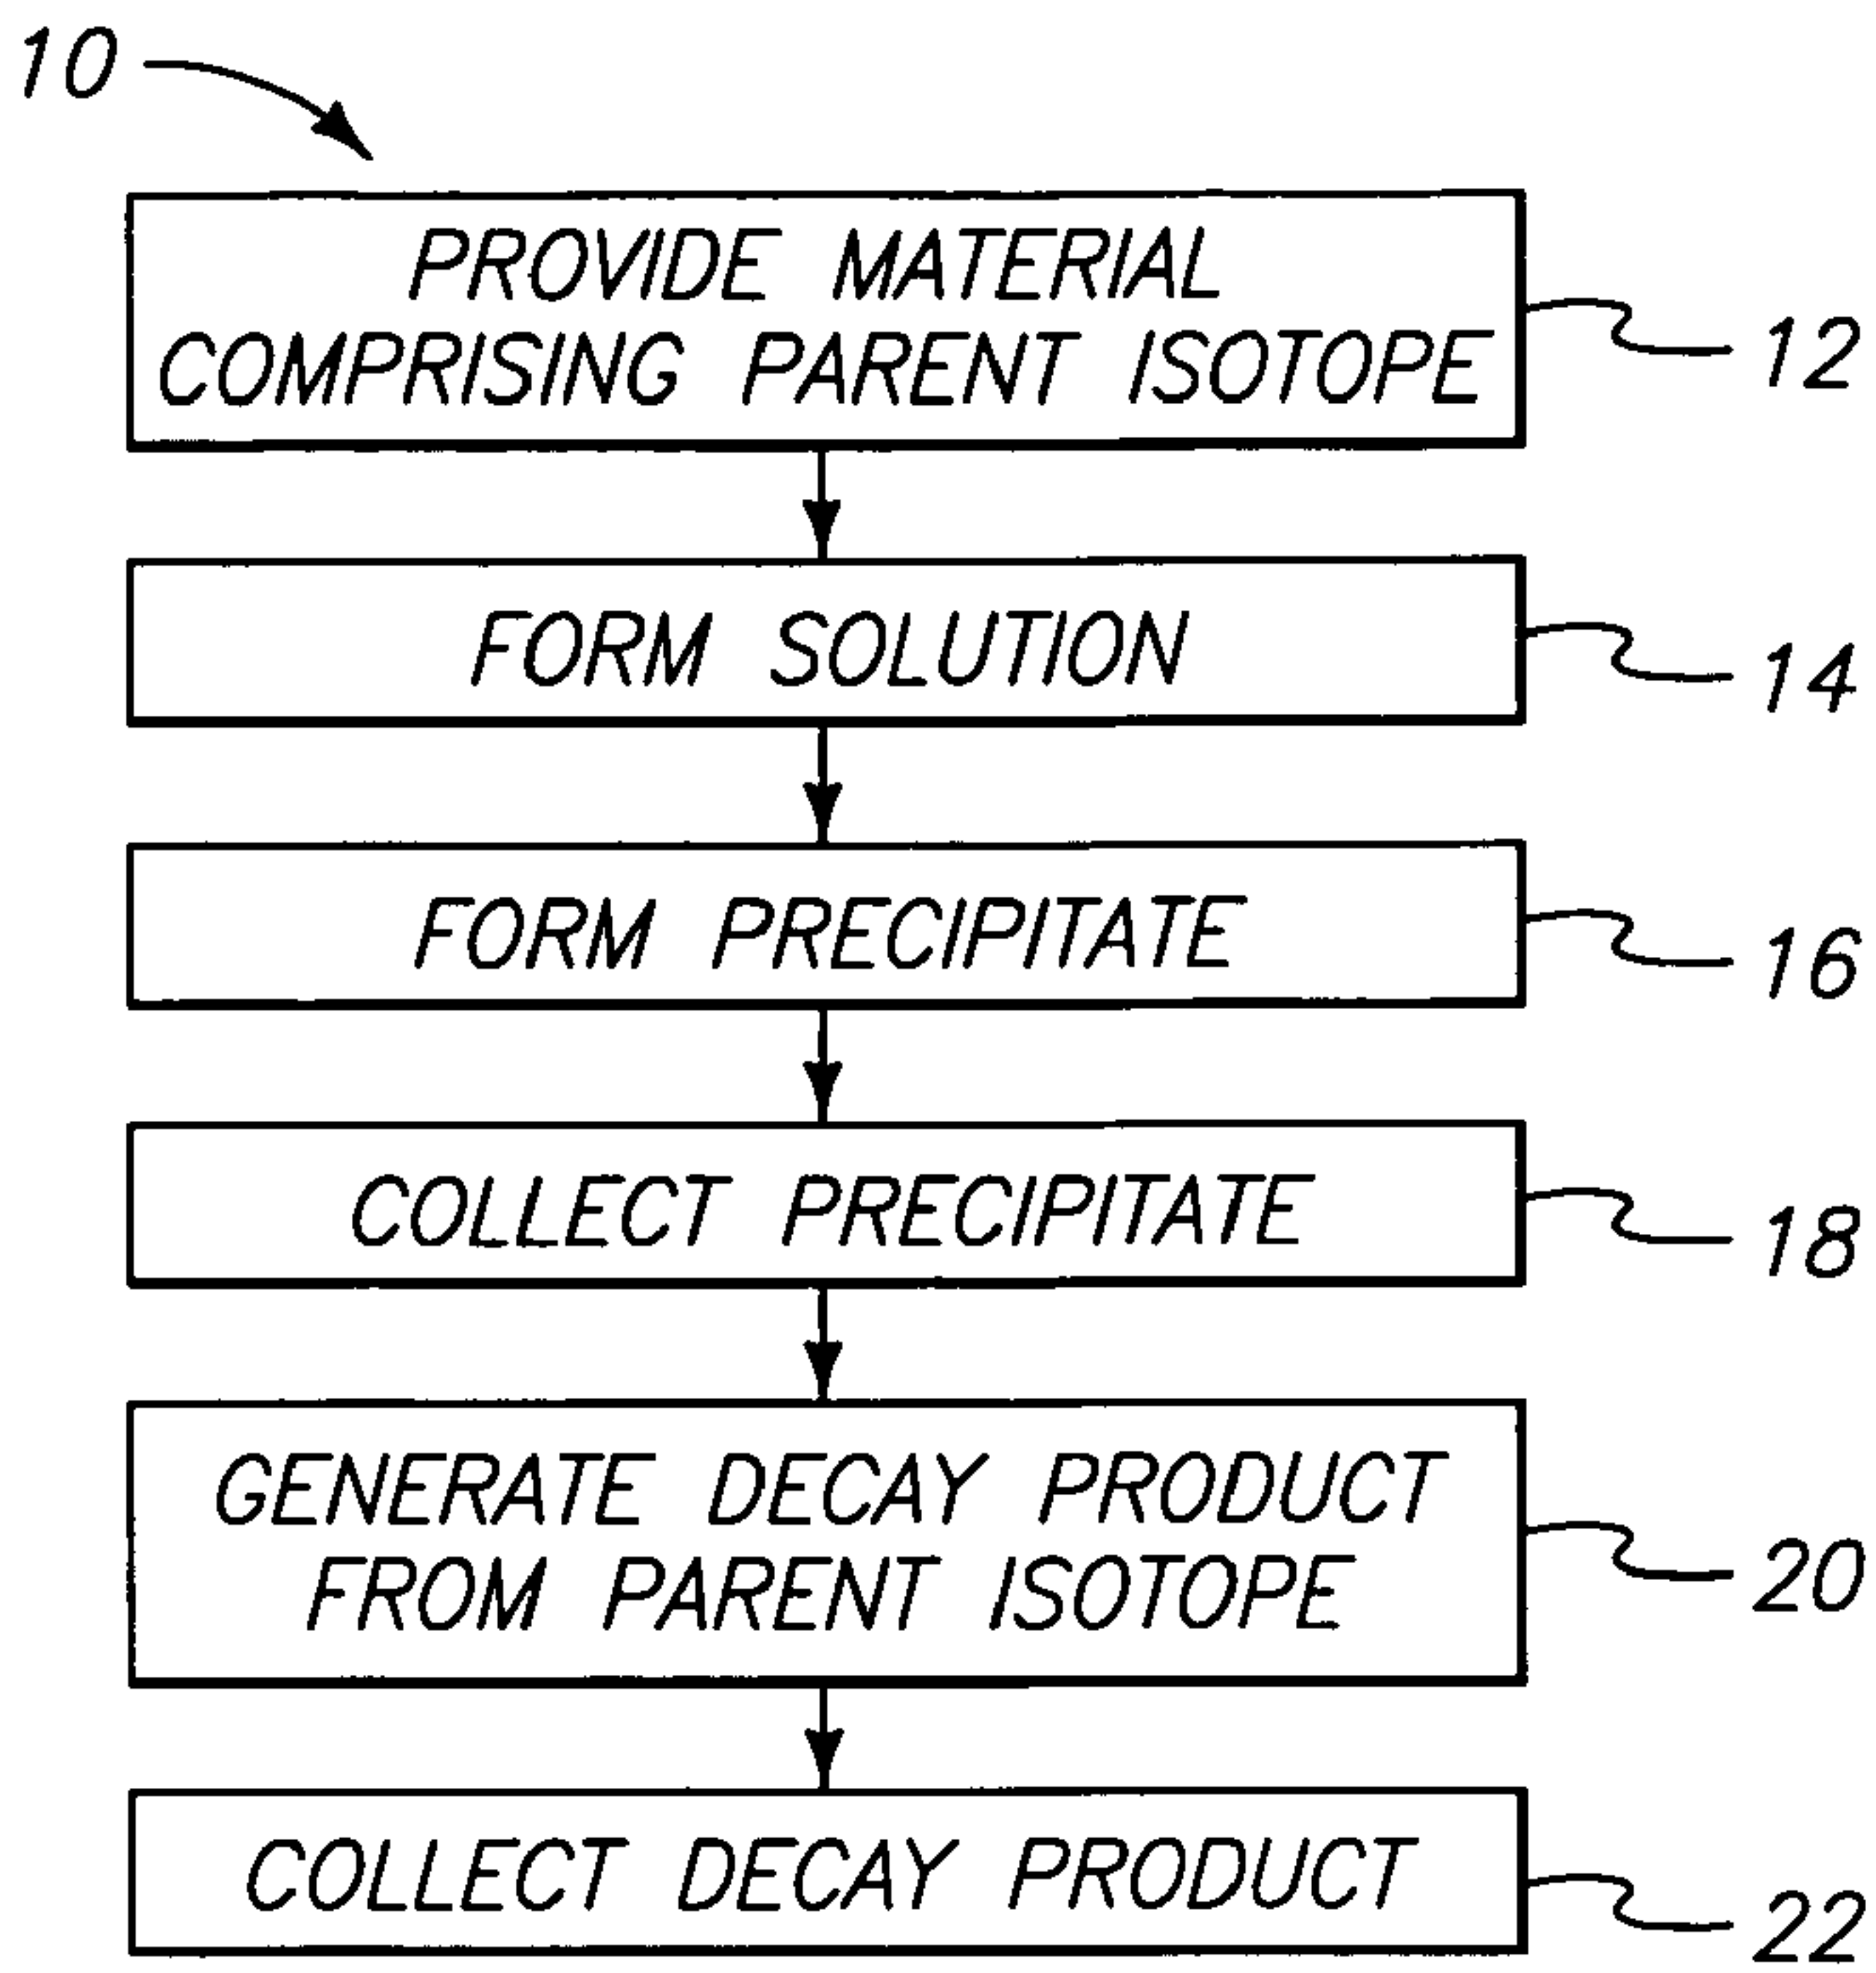 10
PROVIDE MATERIAL
COMPRISING PARENT ISOTOPE
12
FORM SOLUTION
14
FORM PRECIPITATE
16
COLLECT PRECIPITATE
18
GENERATE DECAY PRODUCT
FROM PARENT ISOTOPE
20
COLLECT DECAY PRODUCT
22